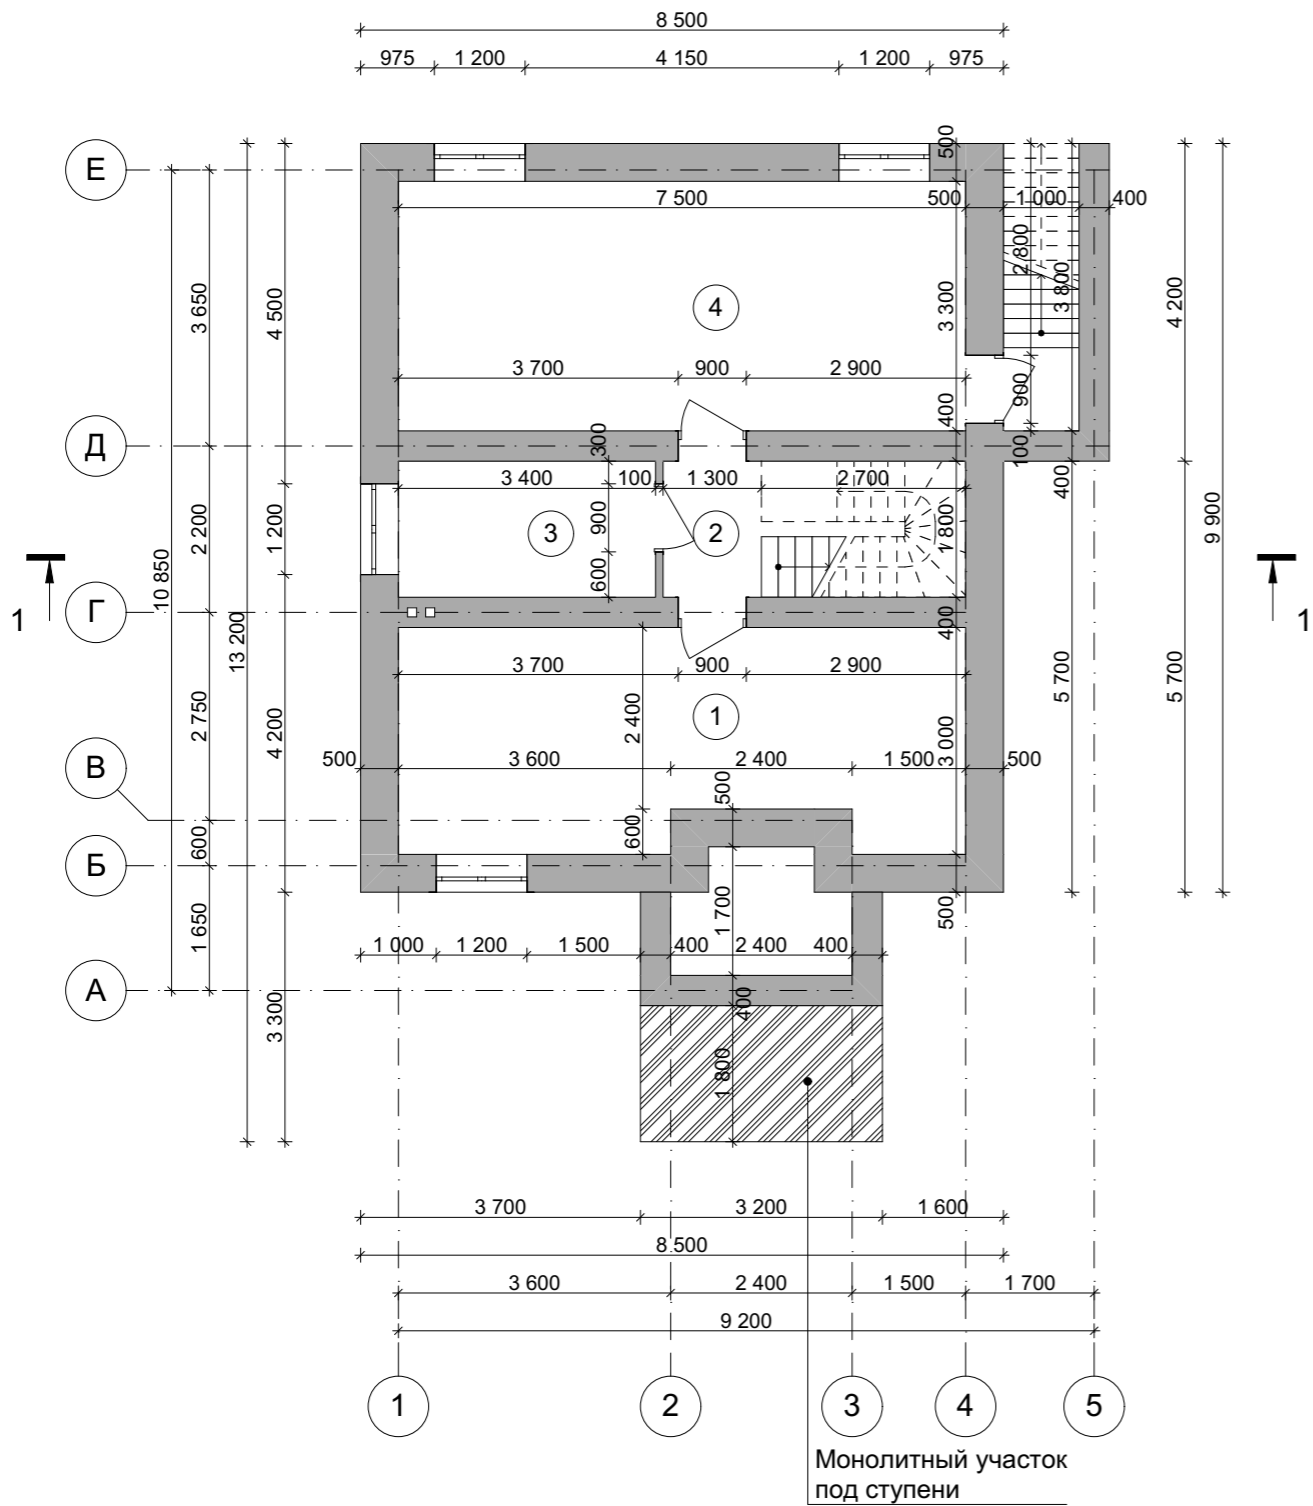 8 500
975 1 200 4 150 1 200 975
Е
500
7 500 500 1 000 400
2 800
3 800
3 650
4 500
4 200
4
3 300
3 700 900 2 900
900
400
Д
300
100
400
3 400 100 1 300 2 700
900
3
2
1 800
2 200
1 200
10 850
13 200
9 900
600
1
1
Г
400
3 700 900 2 900
2 400
1
2 750
4 200
3 000
5 700
5 700
В
500 3 600 2 400 1 500 500
500
600
600
Б
1 700
500
1 650
1 000 1 200 1 500 400 2 400 400
А
400
3 300
1 800
3 700 3 200 1 600
8 500
3 600 2 400 1 500 1 700
9 200
1 2 3 4 5
Монолитный участок
под ступени